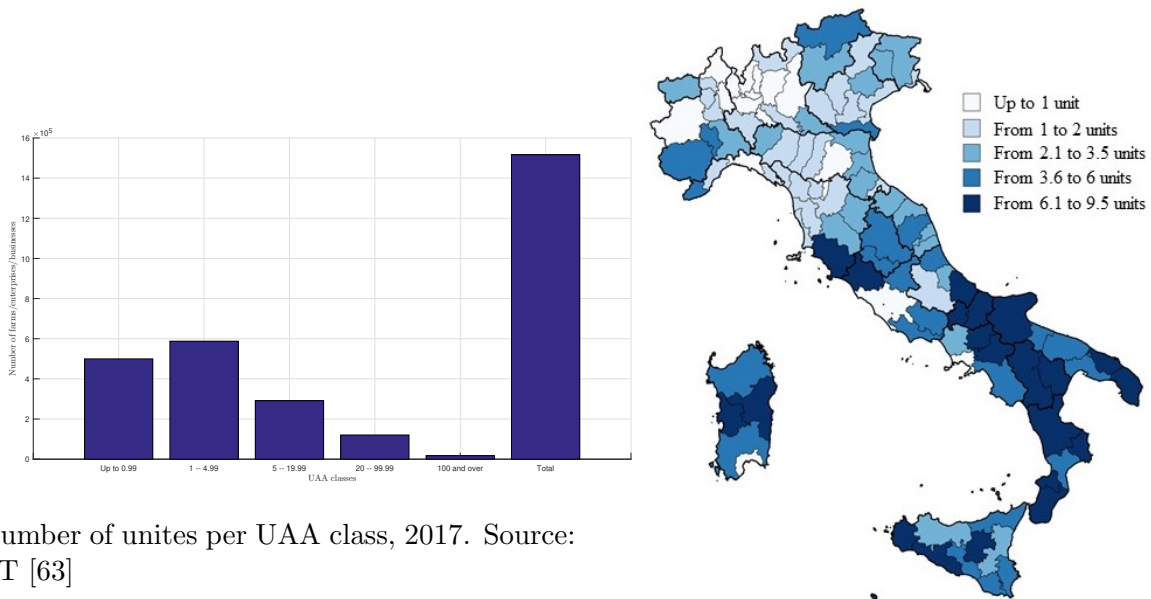 ×10⁵
16
14
12
10
8
6
4
2
0
Number of farms/enterprises/businesses
Up to 0.99
1 -- 4.99
5 -- 19.99
20 -- 99.99
100 and over
Total
UAA classes
umber of unites per UAA class, 2017. Source:
T [63]
Up to 1 unit
From 1 to 2 units
From 2.1 to 3.5 units
From 3.6 to 6 units
From 6.1 to 9.5 units